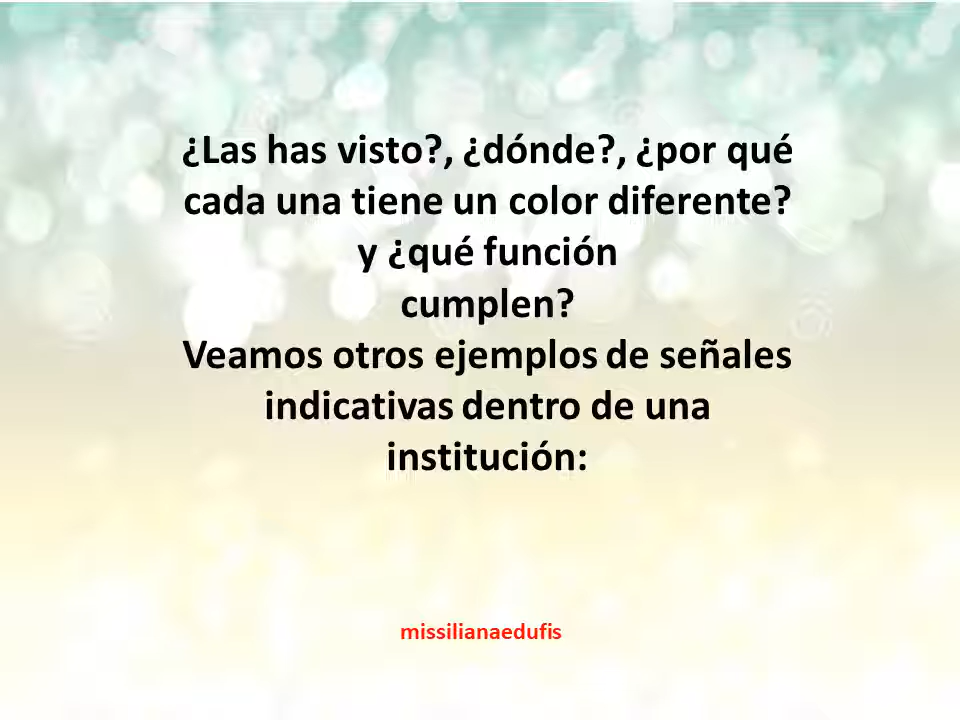 ¿Las has visto?, ¿dónde?, ¿por qué
cada una tiene un color diferente?
y ¿qué función
cumplen?
Veamos otros ejemplos de señales
indicativas dentro de una
institución:
missilianaedufis